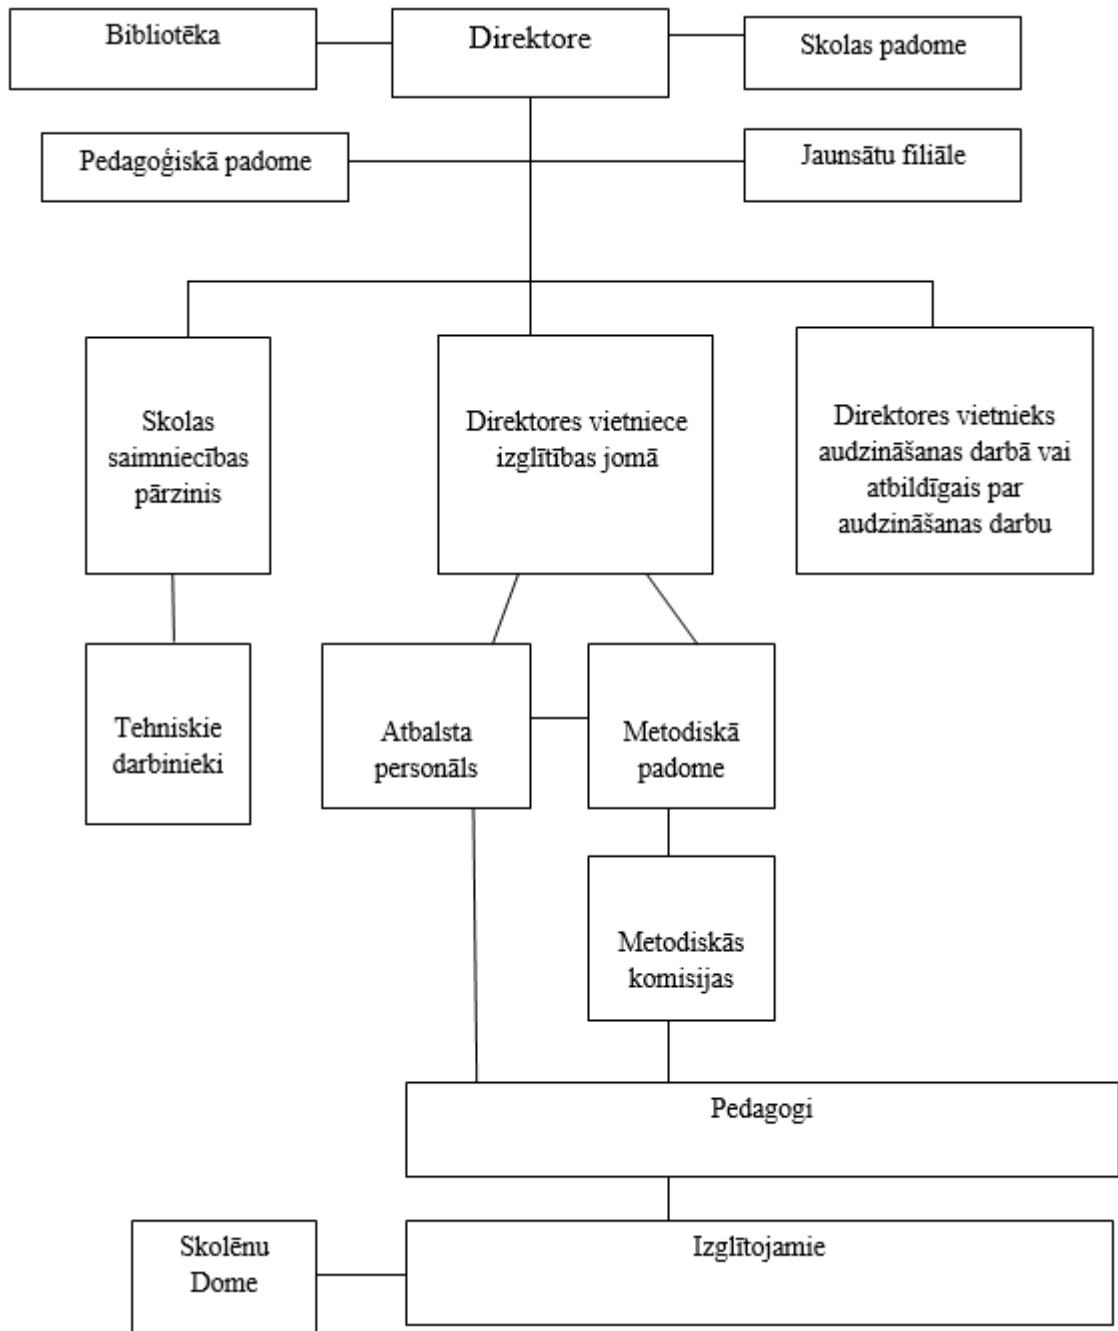 Bibliotēka
Direktore
Skolas padome
Pedagoģiskā padome
Jaunsātu filiāle
Skolas
saimniecības
pārzinis
Direktores vietniece
izglītības jomā
Direktores vietnieks
audzināšanas darbā vai
atbildīgais par
audzināšanas darbu
Tehniskie
darbinieki
Atbalsta
personāls
Metodiskā
padome
Metodiskās
komisijas
Pedagogi
Izglītojamie
Skolēnu
Dome